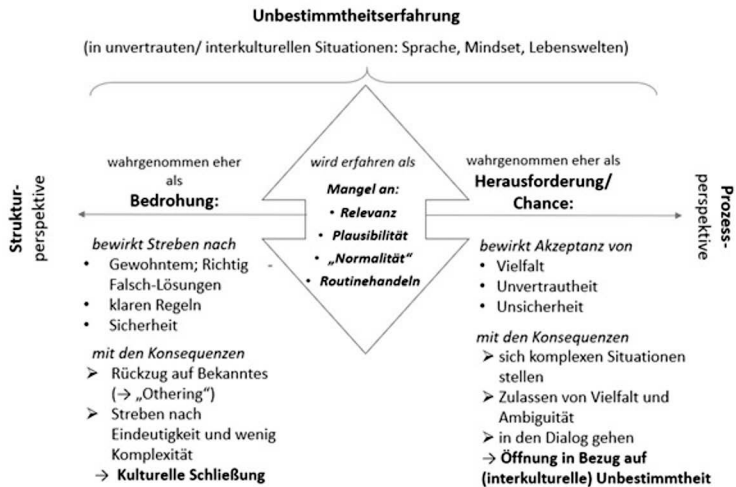 Unbestimmtheitserfahrung
(in unvertrauten/ interkulturellen Situationen: Sprache, Mindset, Lebenswelten)
Struktur-
perspektive
wahrgenommen eher
als
Bedrohung:
bewirkt Streben nach
• Gewohntem; Richtig -
Falsch-Lösungen
• klaren Regeln
• Sicherheit
mit den Konsequenzen
➢ Rückzug auf Bekanntes
(→ „Othering“)
➢ Streben nach
Eindeutigkeit und wenig
Komplexität
→ Kulturelle Schließung
wird erfahren als
Mangel an:
• Relevanz
• Plausibilität
• „Normalität“
• Routinehandeln
wahrgenommen eher als
Herausforderung/
Chance:
bewirkt Akzeptanz von
• Vielfalt
• Unvertrautheit
• Unsicherheit
mit den Konsequenzen
➢ sich komplexen Situationen
stellen
➢ Zulassen von Vielfalt und
Ambiguität
➢ in den Dialog gehen
→ Öffnung in Bezug auf
(interkulturelle) Unbestimmtheit
Prozess-
perspektive